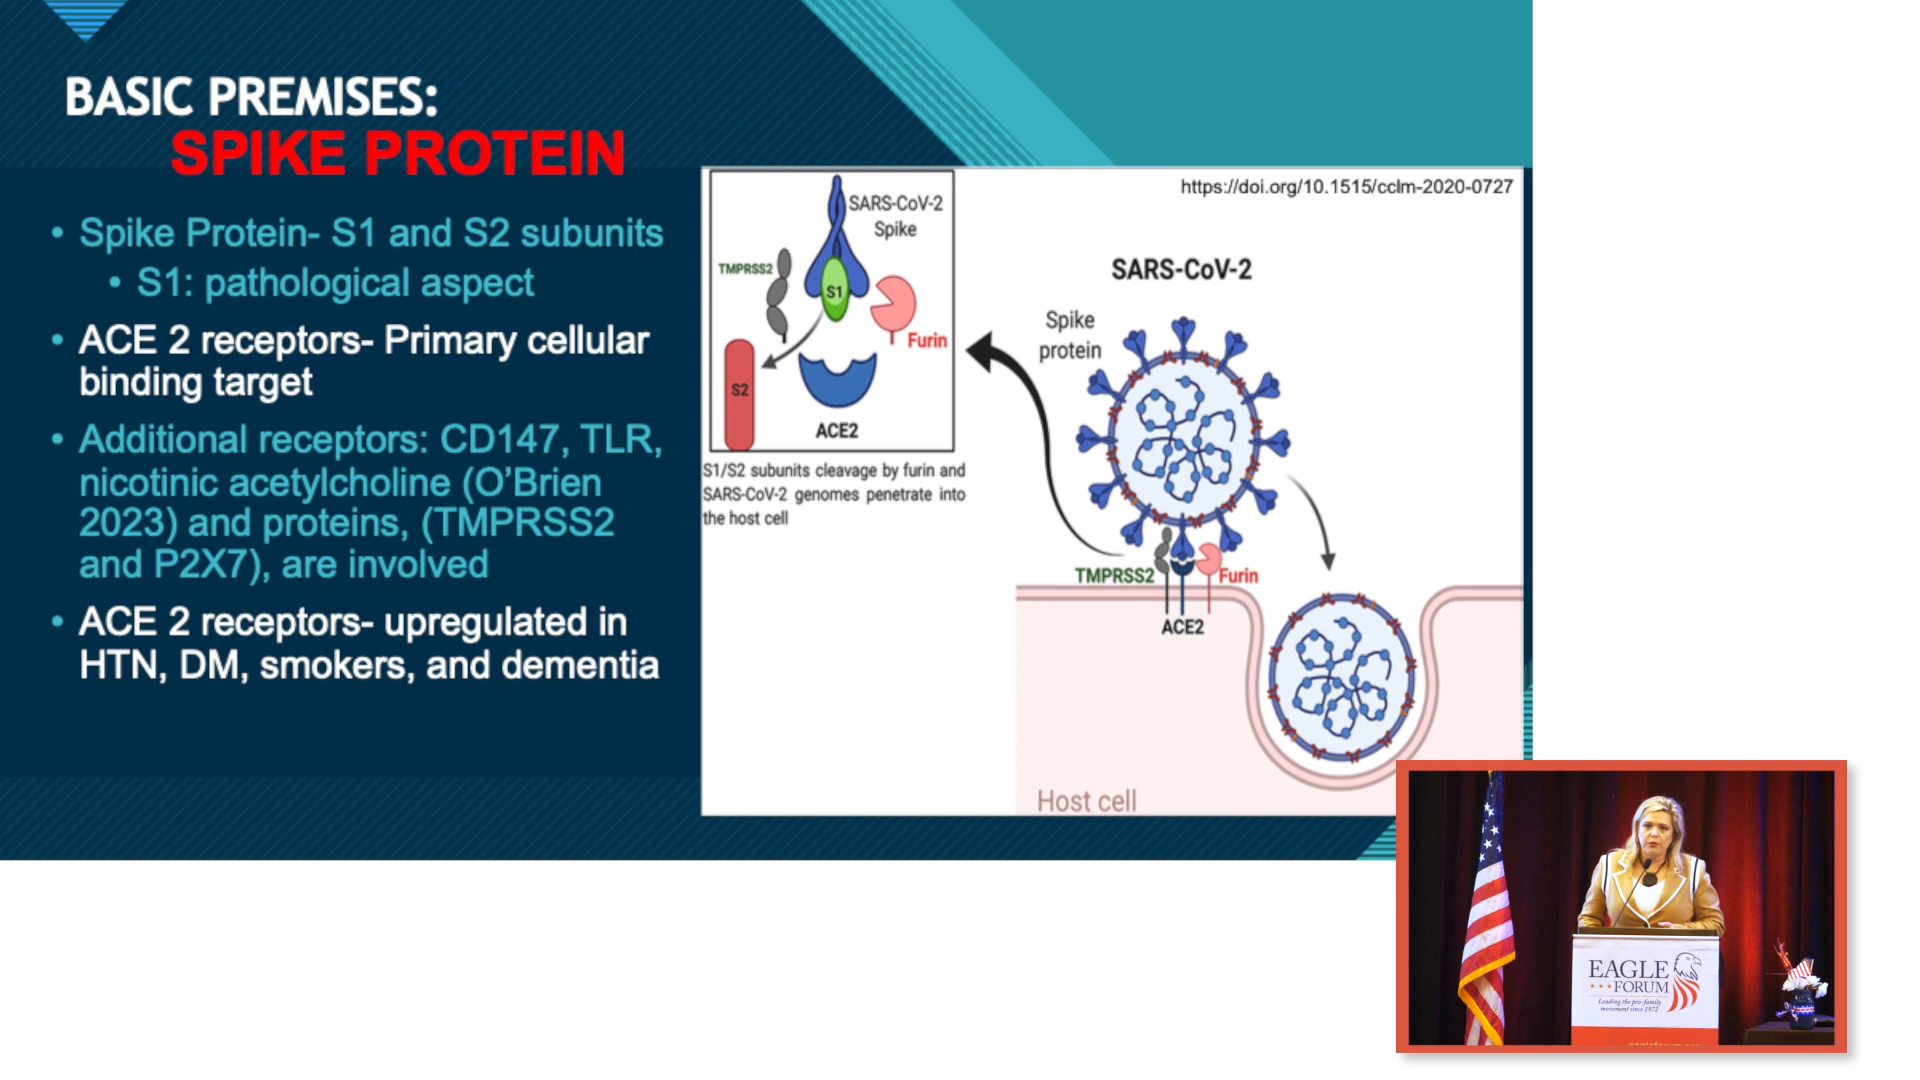 BASIC PREMISES:
SPIKE PROTEIN
• Spike Protein- S1 and S2 subunits
• S1: pathological aspect
• ACE 2 receptors- Primary cellular
binding target
• Additional receptors: CD147, TLR,
nicotinic acetylcholine (O’Brien
2023) and proteins, (TMPRSS2
and P2X7), are involved
• ACE 2 receptors- upregulated in
HTN, DM, smokers, and dementia
SARS-CoV-2
Spike
TMPRSS2
S1
Furin
S2
ACE2
S1/S2 subunits cleavage by furin and
SARS-CoV-2 genomes penetrate into
the host cell
https://doi.org/10.1515/cclm-2020-0727
SARS-CoV-2
Spike
protein
TMPRSS2
Furin
ACE2
Host cell
EAGLE
FORUM
Leading the pro-family
movement since 1972